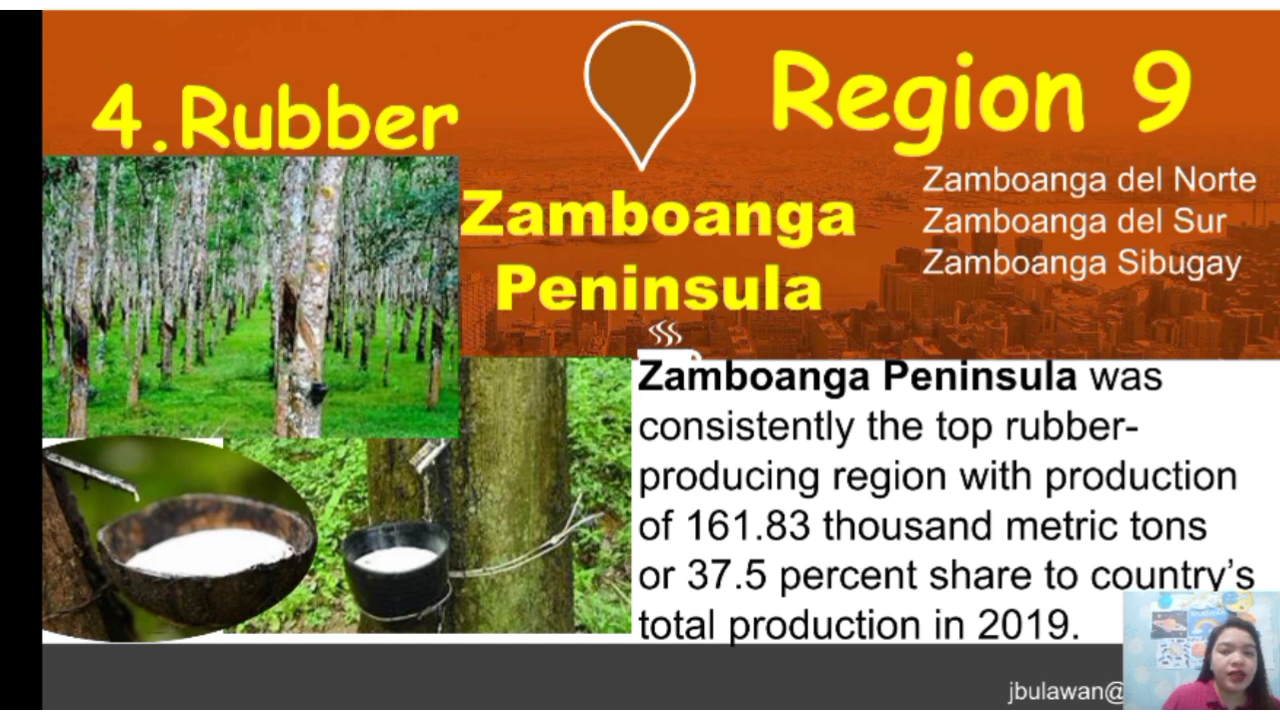 4.Rubber
Region 9
Zamboanga del Norte
Zamboanga del Sur
Zamboanga Sibugay
Zamboanga
Peninsula
Zamboanga Peninsula was
consistently the top rubber-
producing region with production
of 161.83 thousand metric tons
or 37.5 percent share to country's
total production in 2019.
jbulawan@